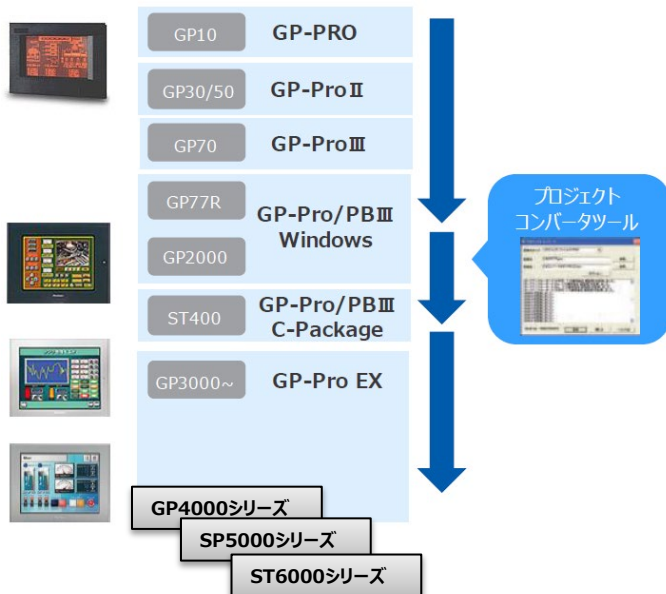 GP10 GP-PRO
GP30/50 GP-ProⅡ
GP70 GP-ProⅢ
GP77R
GP-Pro/PBⅢ
Windows
GP2000
プロジェクト
コンバータツール
ST400
GP-Pro/PBⅢ
C-Package
GP3000~ GP-Pro EX
GP4000シリーズ
SP5000シリーズ
ST6000シリーズ